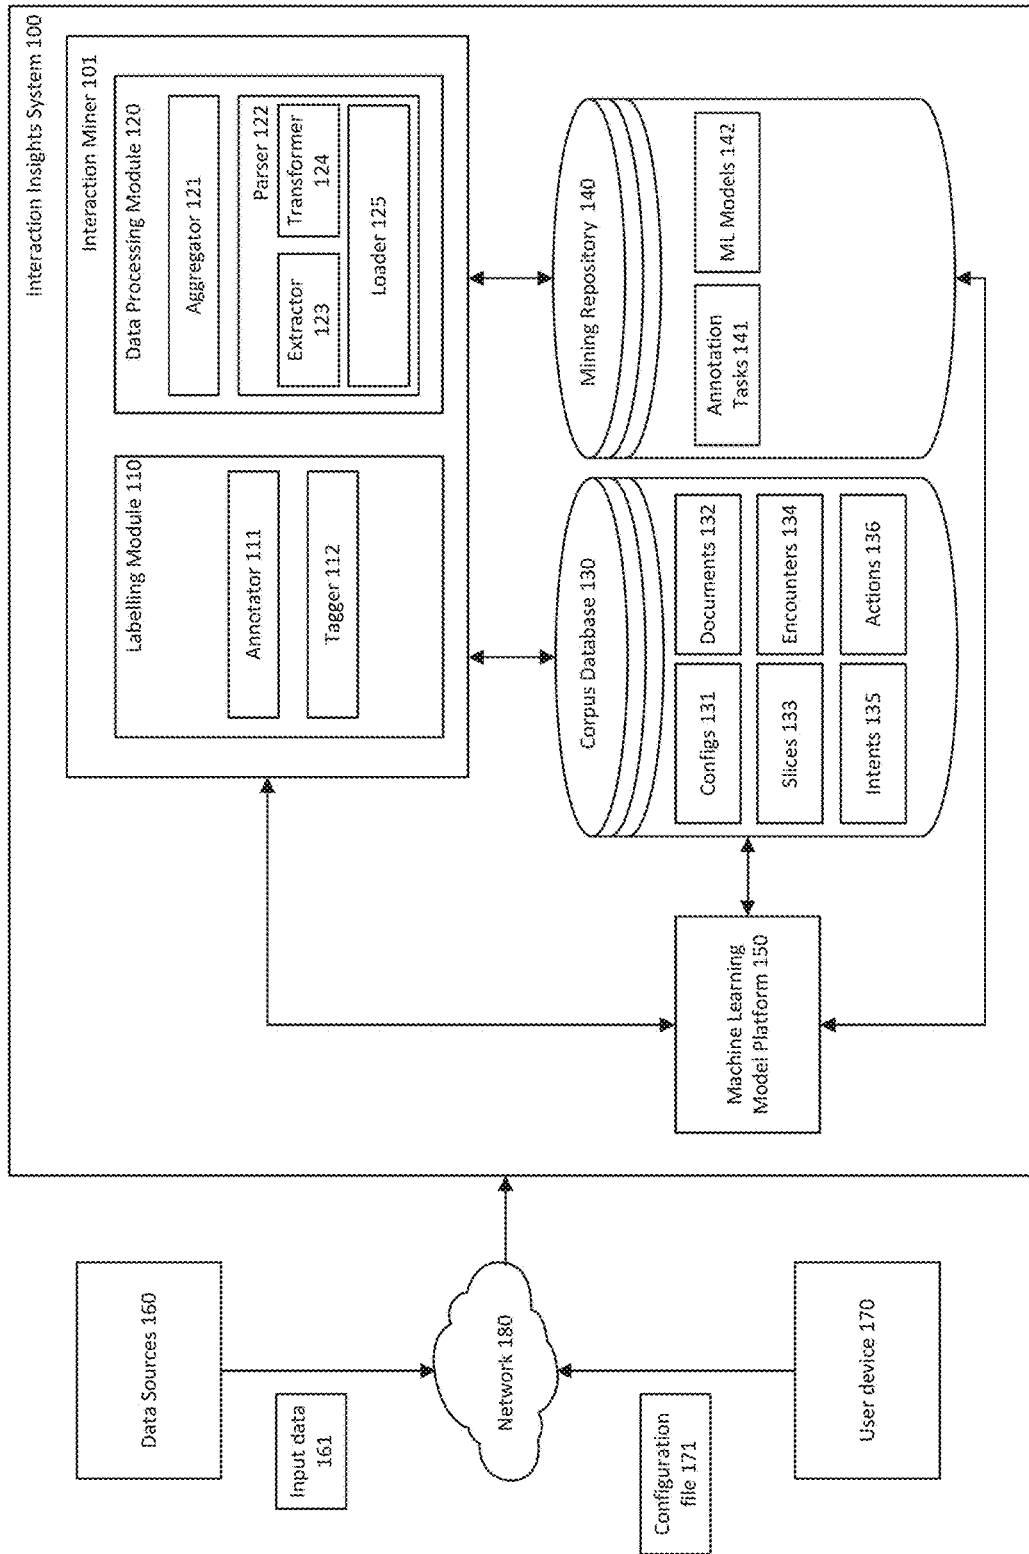 Interaction Insights System 100
Interaction Miner 101
Labelling Module 110
Annotator 111
Tagger 112
Data Processing Module 120
Aggregator 121
Parser 122
Extractor
123
Transformer
124
Loader 125
Corpus Database 130
Configs 131
Documents 132
Slices 133
Encounters 134
Intents 135
Actions 136
Mining Repository 140
Annotation
Tasks 141
ML Models 142
Machine Learning
Model Platform 150
Data Sources 160
Input data
161
Network 180
Configuration
file 171
User device 170